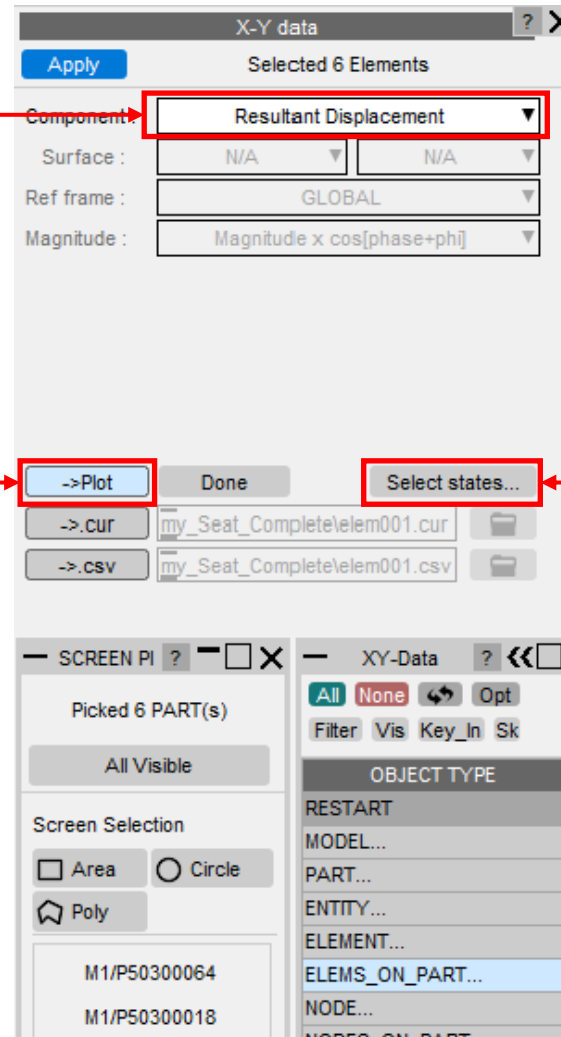 X-Y data ?
Apply Selected 6 Elements
Component : Resultant Displacement
Surface : N/A N/A
Ref frame : GLOBAL
Magnitude : Magnitude x cos[phase+phi]
->Plot Done Select states...
->.cur my_Seat_Complete\elem001.cur
->.csv my_Seat_Complete\elem001.csv
SCREEN PI ?
Picked 6 PART(s)
All Visible
Screen Selection
Area Circle
Poly
M1/P50300064
M1/P50300018
XY-Data ?
All None Opt
Filter Vis Key_In Sk
OBJECT TYPE
RESTART
MODEL...
PART...
ENTITY...
ELEMENT...
ELEMS_ON_PART...
NODE...
NODES_ON_PART...